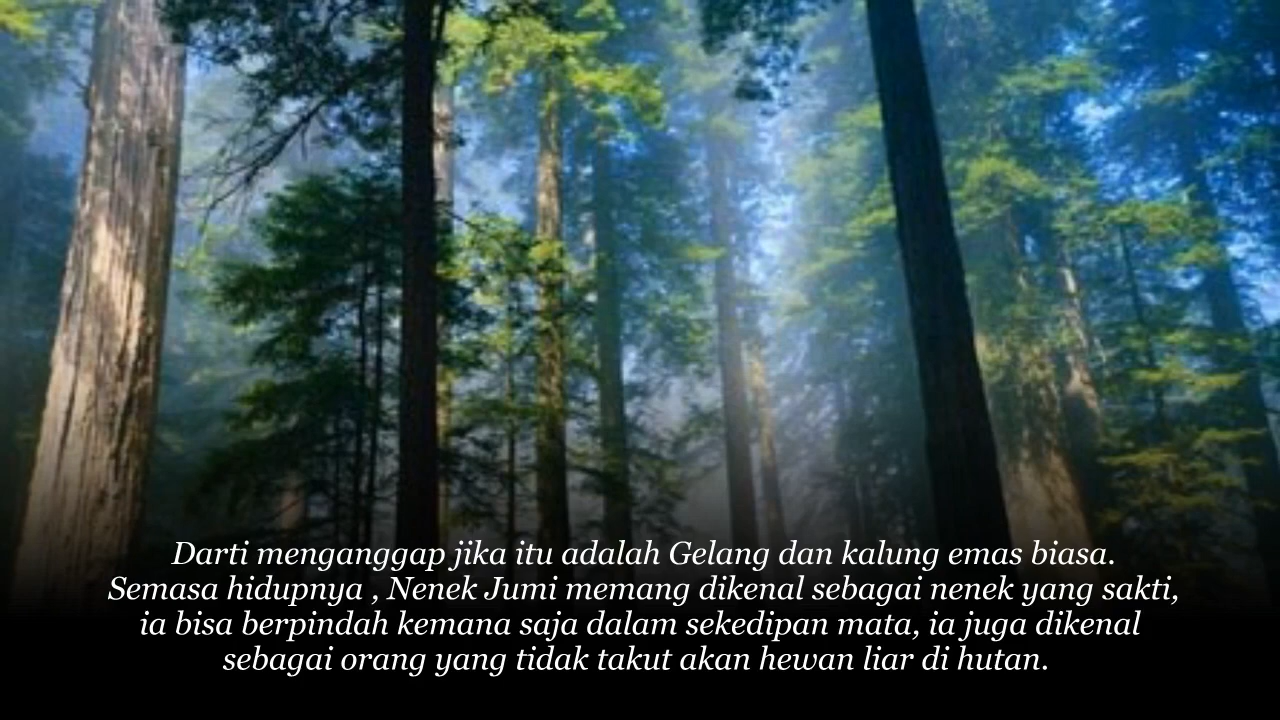 Darti menganggap jika itu adalah Gelang dan kalung emas biasa.
Semasa hidupnya , Nenek Jumi memang dikenal sebagai nenek yang sakti,
ia bisa berpindah kemana saja dalam sekedipan mata, ia juga dikenal
sebagai orang yang tidak takut akan hewan liar di hutan.